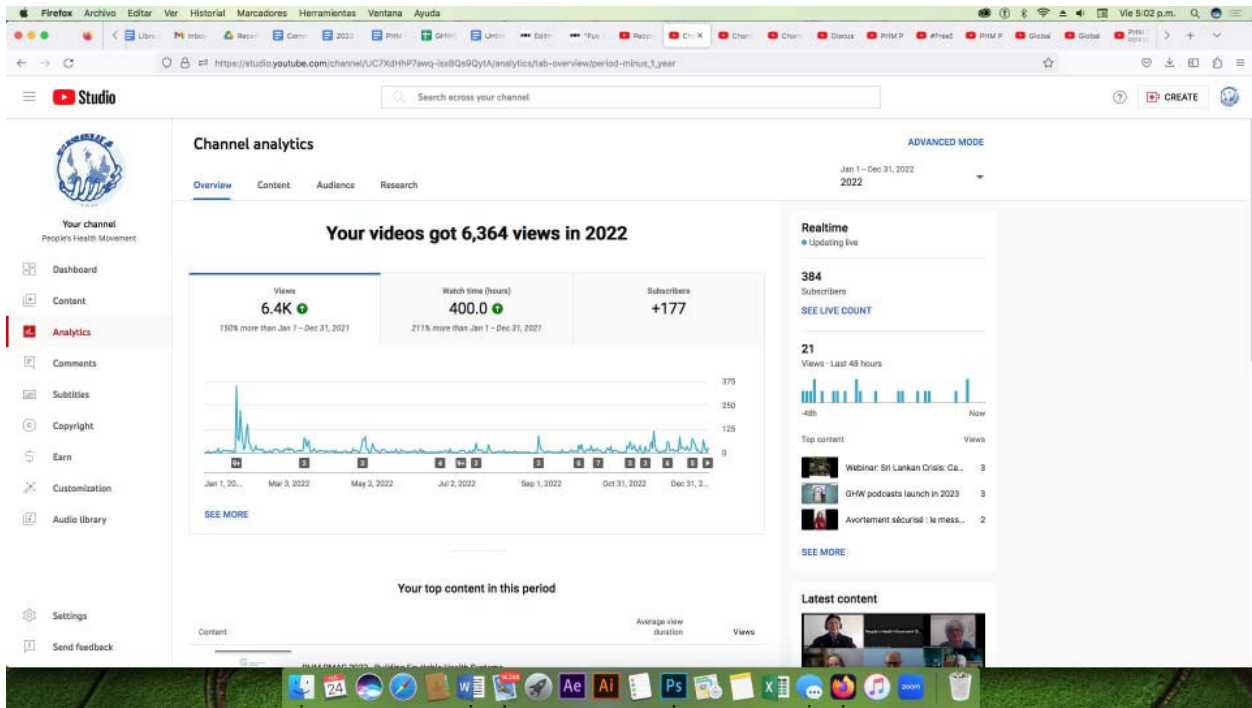 Firefox Archivo Editar Ver Historial Marcadores Herramientas Ventana Ayuda
Vie 5:02 p.m.
https://studio.youtube.com/channel/UC7XdHhP7awq-iex8Qs9QytA/analytics/tab-overview/period-minus_1_year
Studio
Search across your channel
CREATE
Your channel
People's Health Movement
Dashboard
Content
Analytics
Comments
Subtitles
Copyright
Earn
Customization
Audio library
Settings
Send feedback
Channel analytics
ADVANCED MODE
Overview Content Audience Research
Jan 1 – Dec 31, 2022
2022
Your videos got 6,364 views in 2022
Views
6.4K
150% more than Jan 1 – Dec 31, 2021
Watch time (hours)
400.0
211% more than Jan 1 – Dec 31, 2021
Subscribers
+177
375
250
125
0
Jan 1, 20... Mar 3, 2022 May 2, 2022 Jul 2, 2022 Sep 1, 2022 Oct 31, 2022 Dec 31, 2...
SEE MORE
Your top content in this period
Content
Average view
duration
Views
Realtime
Updating live
384
Subscribers
SEE LIVE COUNT
21
Views · Last 48 hours
-48h Now
Top content Views
Webinar: Sri Lankan Crisis: Ca... 3
GHW podcasts launch in 2023 3
Avortement sécurisé : le mess... 2
SEE MORE
Latest content
24
Ae
Ai
Ps
zoom